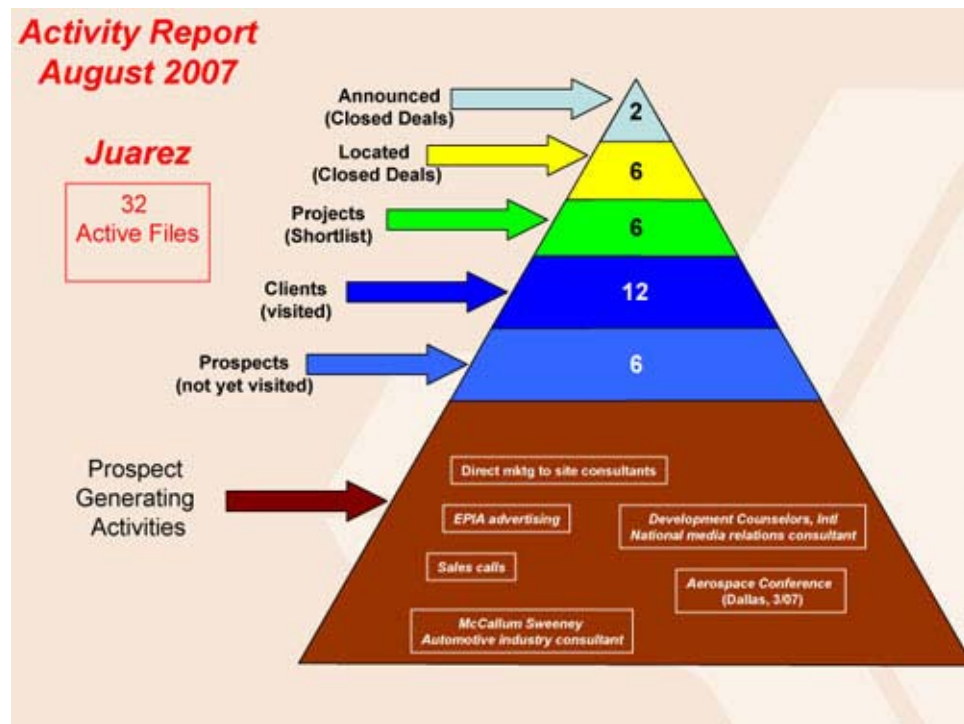 Activity Report
August 2007
Juarez
32
Active Files
Announced
(Closed Deals)
2
Located
(Closed Deals)
6
Projects
(Shortlist)
6
Clients
(visited)
12
Prospects
(not yet visited)
6
Prospect
Generating
Activities
Direct mktg to site consultants
EPIA advertising
Development Counselors, Intl
National media relations consultant
Sales calls
Aerospace Conference
(Dallas, 3/07)
McCallum Sweeney
Automotive industry consultant